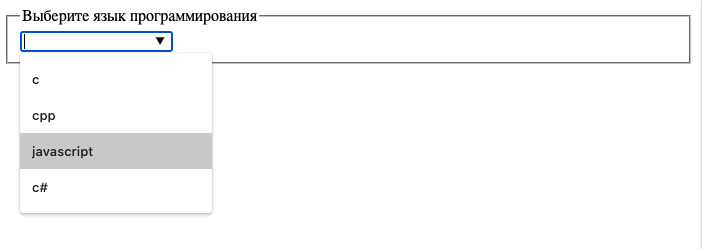 Выберите язык программирования
c
cpp
javascript
c#